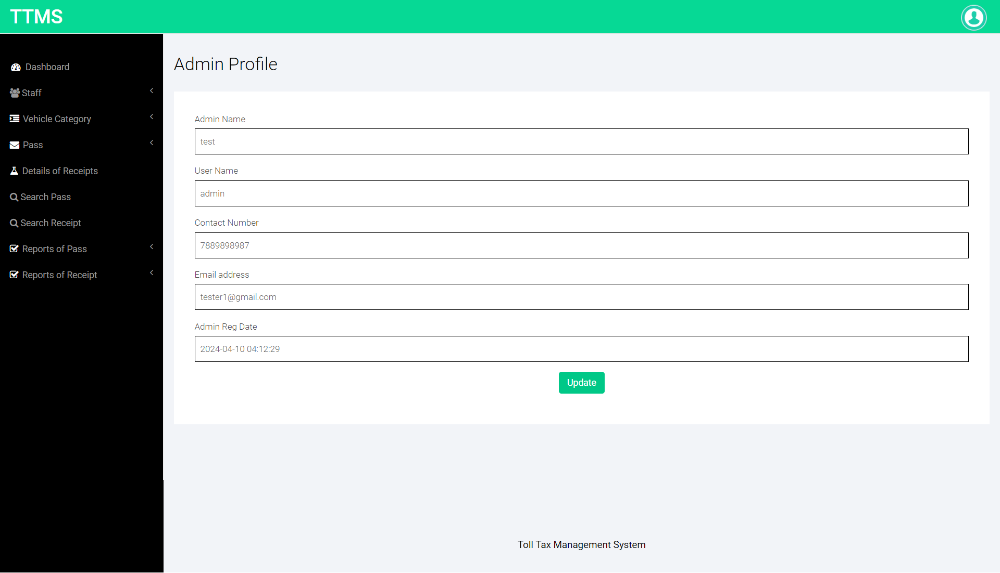 TTMS
Dashboard
Staff
Vehicle Category
Pass
Details of Receipts
Search Pass
Search Receipt
Reports of Pass
Reports of Receipt
Admin Profile
Admin Name
test
User Name
admin
Contact Number
7889898987
Email address
tester1@gmail.com
Admin Reg Date
2024-04-10 04:12:29
Update
Toll Tax Management System